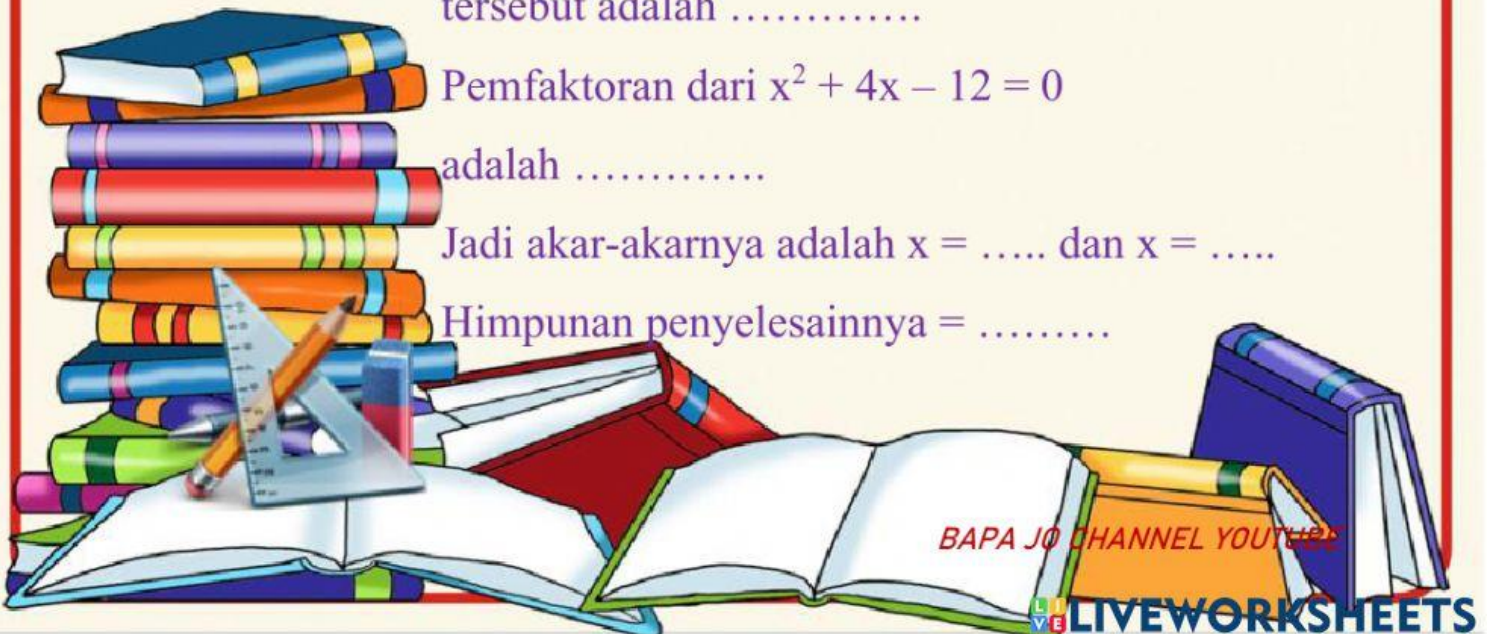 tersebut adalah .............
Pemfaktoran dari x² + 4x – 12 = 0
adalah .............
Jadi akar-akarnya adalah x = ..... dan x = .....
Himpunan penyelesainnya = .........
BAPA JO CHANNEL YOUTUBE
LIVEWORKSHEETS